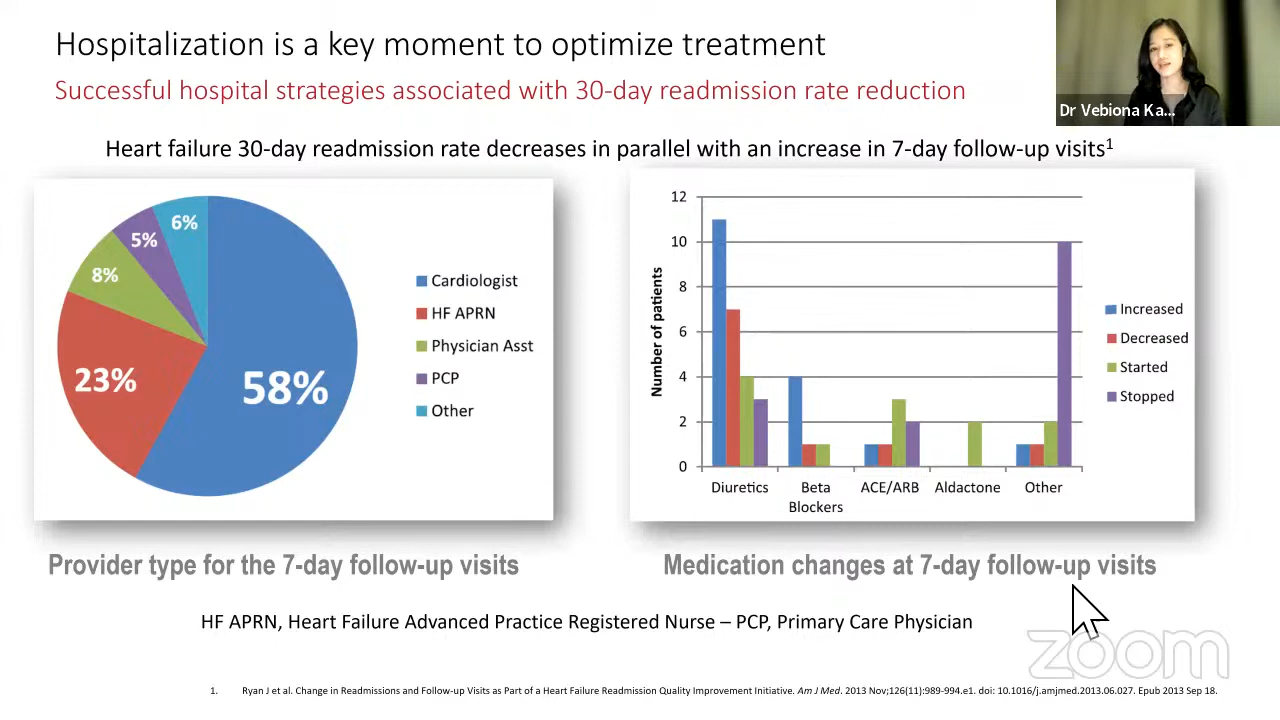 Hospitalization is a key moment to optimize treatment
Successful hospital strategies associated with 30-day readmission rate reduction
Dr Vebiona Ka...
Heart failure 30-day readmission rate decreases in parallel with an increase in 7-day follow-up visits1
6%
5%
8%
23%
58%
Cardiologist
HF APRN
Physician Asst
PCP
Other
Number of patients
12
10
8
6
4
2
0
Diuretics
Beta
Blockers
ACE/ARB
Aldactone
Other
Increased
Decreased
Started
Stopped
Provider type for the 7-day follow-up visits
Medication changes at 7-day follow-up visits
HF APRN, Heart Failure Advanced Practice Registered Nurse – PCP, Primary Care Physician
zoom
1. Ryan J et al. Change in Readmissions and Follow-up Visits as Part of a Heart Failure Readmission Quality Improvement Initiative. Am J Med. 2013 Nov;126(11):989-994.e1. doi: 10.1016/j.amjmed.2013.06.027. Epub 2013 Sep 18.